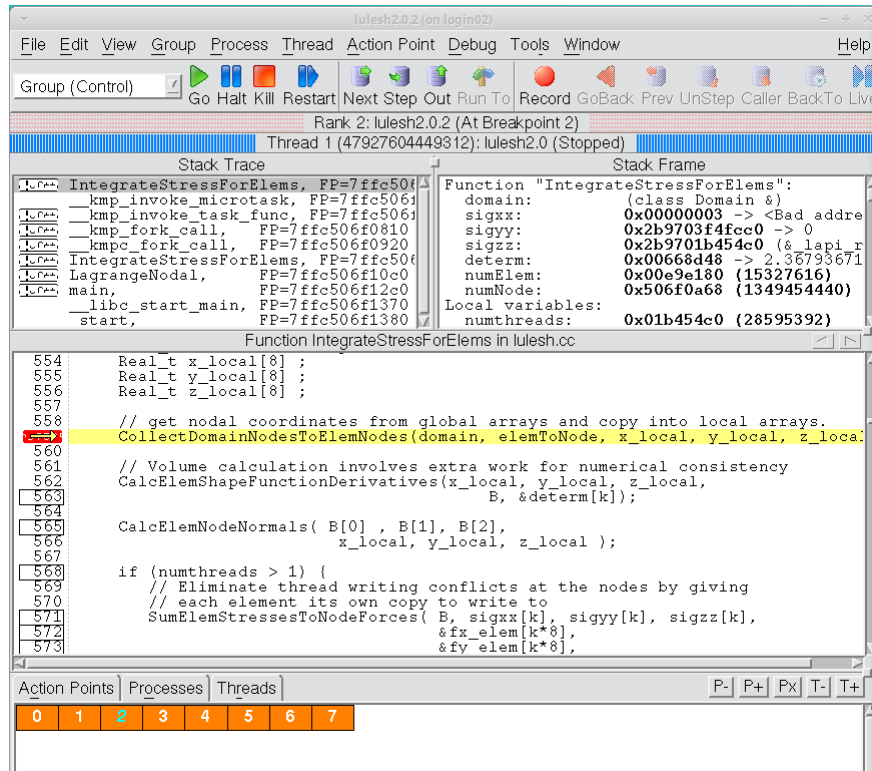 lulesh2.0.2 (on login02)
File Edit View Group Process Thread Action Point Debug Tools Window Help
Group (Control) Go Halt Kill Restart Next Step Out Run To Record GoBack Prev UnStep Caller BackTo Live
Rank 2: lulesh2.0.2 (At Breakpoint 2)
Thread 1 (47927604449312): lulesh2.0 (Stopped)
Stack Trace
IntegrateStressForElems, FP=7ffc506
__kmp_invoke_microtask, FP=7ffc506f
__kmp_invoke_task_func, FP=7ffc506f
__kmp_fork_call, FP=7ffc506f0810
__kmpc_fork_call, FP=7ffc506f0920
IntegrateStressForElems, FP=7ffc506
LagrangeNodal, FP=7ffc506f10c0
main, FP=7ffc506f12c0
__libc_start_main, FP=7ffc506f1370
_start, FP=7ffc506f1380
Stack Frame
Function "IntegrateStressForElems":
domain: (class Domain &)
sigxx: 0x00000003 -> <Bad addre
sigyy: 0x2b9703f4fcc0 -> 0
sigzz: 0x2b9701b454c0 (&_lapi_r
determ: 0x00668d48 -> 2.36793671
numElem: 0x00e9e180 (15327616)
numNode: 0x506f0a68 (1349454440)
Local variables:
numthreads: 0x01b454c0 (28595392)
Function IntegrateStressForElems in lulesh.cc
554 Real_t x_local[8] ;
555 Real_t y_local[8] ;
556 Real_t z_local[8] ;
557
558 // get nodal coordinates from global arrays and copy into local arrays.
CollectDomainNodesToElemNodes(domain, elemToNode, x_local, y_local, z_local
560
561 // Volume calculation involves extra work for numerical consistency
562 CalcElemShapeFunctionDerivatives(x_local, y_local, z_local,
563 B, &determ[k]);
564
565 CalcElemNodeNormals( B[0] , B[1], B[2],
566 x_local, y_local, z_local );
567
568 if (numthreads > 1) {
569 // Eliminate thread writing conflicts at the nodes by giving
570 // each element its own copy to write to
571 SumElemStressesToNodeForces( B, sigxx[k], sigyy[k], sigzz[k],
572 &fx_elem[k*8],
573 &fy_elem[k*8],
Action Points Processes Threads P- P+ Px T- T+
0 1 2 3 4 5 6 7